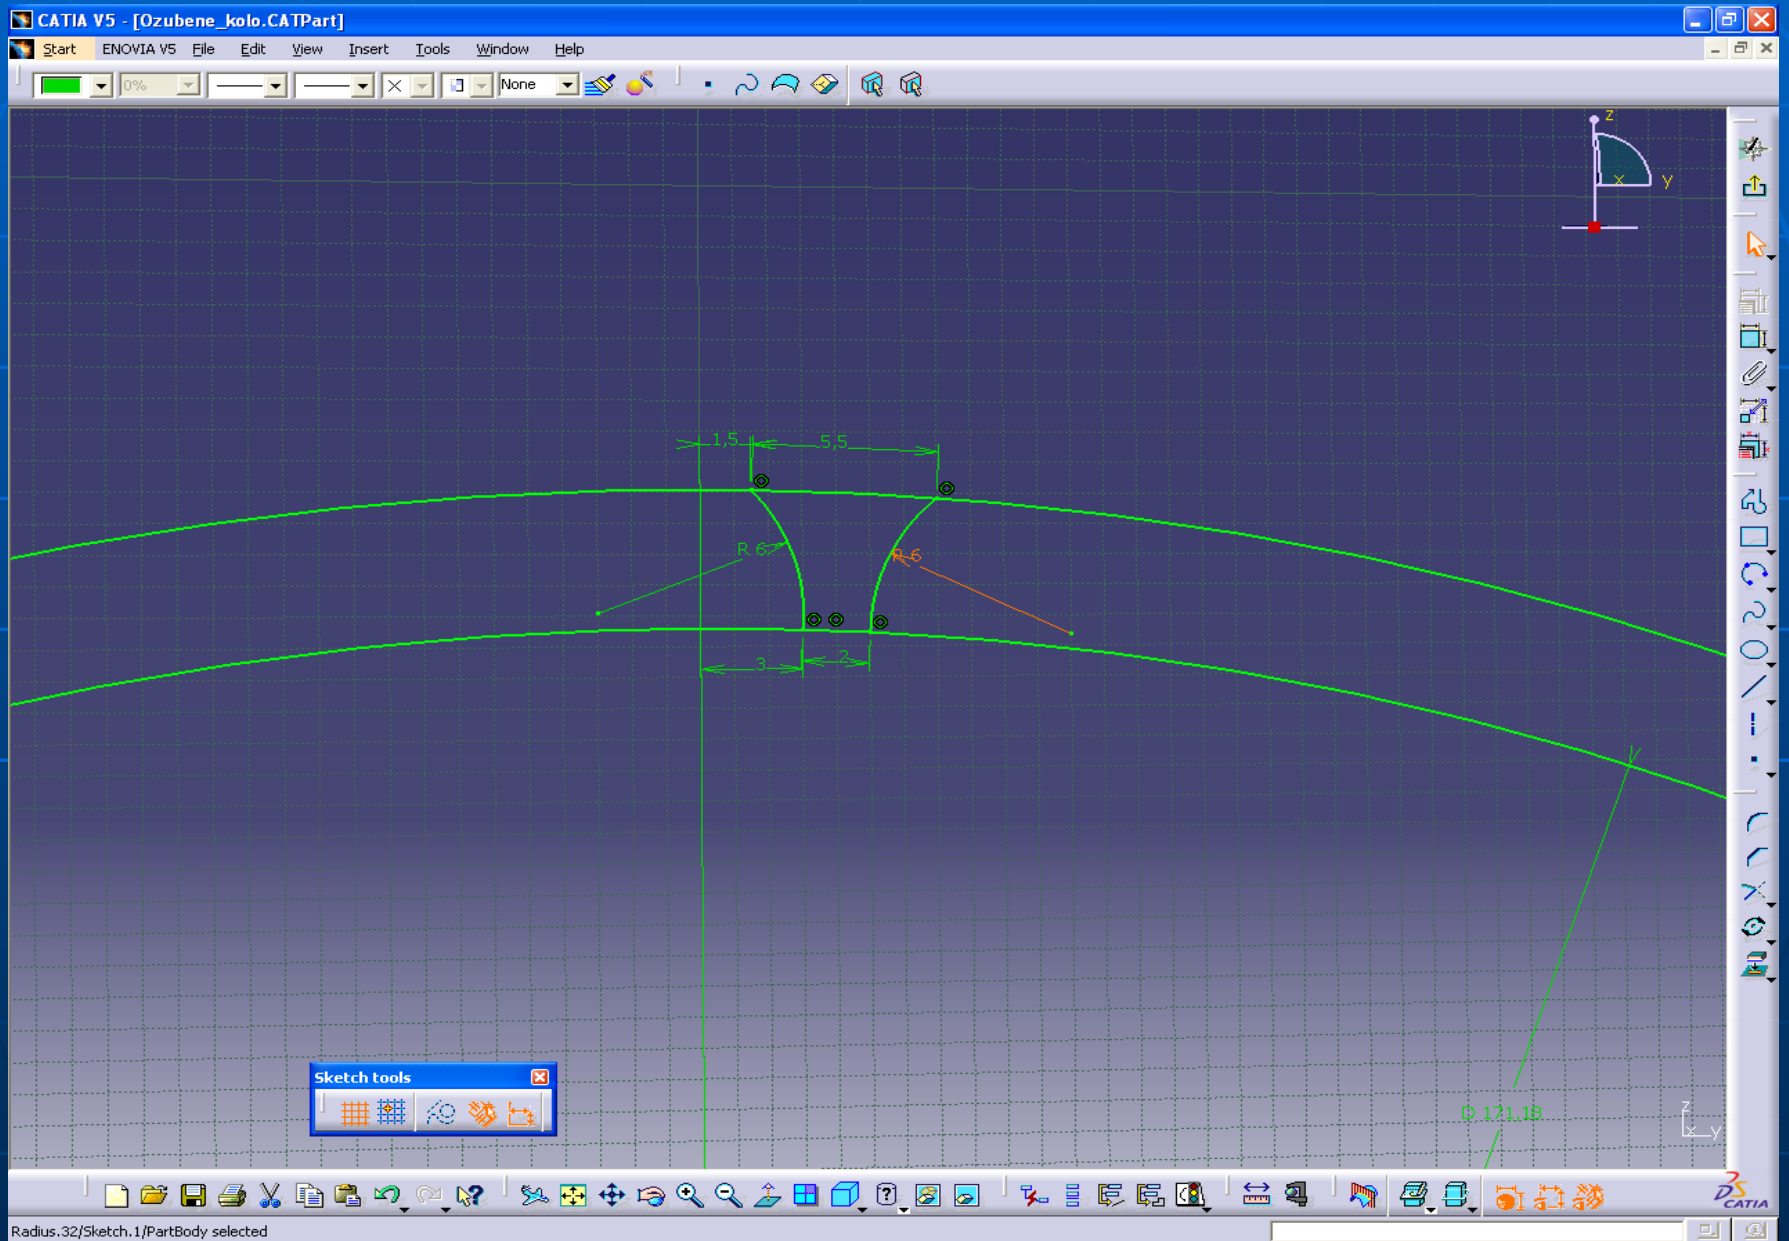 CATIA V5 - [Ozubene_kolo.CATPart]
Start ENOVIA V5 File Edit View Insert Tools Window Help
0% None
z
x y
1,5 5,5
R 6 R 6
3 2
D 171,18
Sketch tools
z
x y
CATIA
Radius.32/Sketch.1/PartBody selected